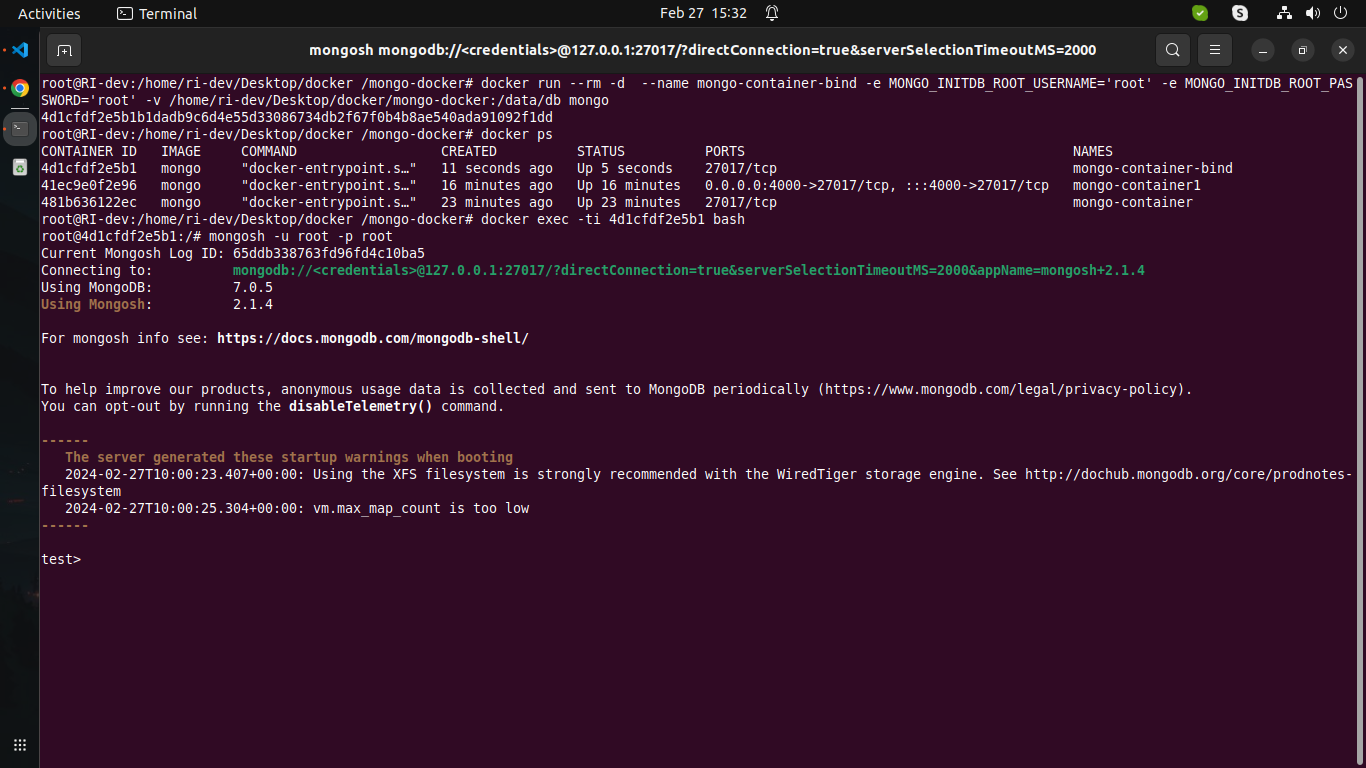 Activities
Terminal
Feb 27 15:32
mongosh mongodb://<credentials>@127.0.0.1:27017/?directConnection=true&serverSelectionTimeoutMS=2000
root@RI-dev:/home/ri-dev/Desktop/docker /mongo-docker# docker run --rm -d  --name mongo-container-bind -e MONGO_INITDB_ROOT_USERNAME='root' -e MONGO_INITDB_ROOT_PAS
SWORD='root' -v /home/ri-dev/Desktop/docker/mongo-docker:/data/db mongo
4d1cfdf2e5b1b1dadb9c6d4e55d33086734db2f67f0b4b8ae540ada91092f1dd
root@RI-dev:/home/ri-dev/Desktop/docker /mongo-docker# docker ps
CONTAINER ID   IMAGE     COMMAND                  CREATED          STATUS          PORTS                                         NAMES
4d1cfdf2e5b1   mongo     "docker-entrypoint.s…"   11 seconds ago   Up 5 seconds    27017/tcp                                     mongo-container-bind
41ec9e0f2e96   mongo     "docker-entrypoint.s…"   16 minutes ago   Up 16 minutes   0.0.0.0:4000->27017/tcp, :::4000->27017/tcp   mongo-container1
481b636122ec   mongo     "docker-entrypoint.s…"   23 minutes ago   Up 23 minutes   27017/tcp                                     mongo-container
root@RI-dev:/home/ri-dev/Desktop/docker /mongo-docker# docker exec -ti 4d1cfdf2e5b1 bash
root@4d1cfdf2e5b1:/# mongosh -u root -p root
Current Mongosh Log ID: 65ddb338763fd96fd4c10ba5
Connecting to:          mongodb://<credentials>@127.0.0.1:27017/?directConnection=true&serverSelectionTimeoutMS=2000&appName=mongosh+2.1.4
Using MongoDB:          7.0.5
Using Mongosh:          2.1.4
For mongosh info see: https://docs.mongodb.com/mongodb-shell/
To help improve our products, anonymous usage data is collected and sent to MongoDB periodically (https://www.mongodb.com/legal/privacy-policy).
You can opt-out by running the disableTelemetry() command.
------
   The server generated these startup warnings when booting
   2024-02-27T10:00:23.407+00:00: Using the XFS filesystem is strongly recommended with the WiredTiger storage engine. See http://dochub.mongodb.org/core/prodnotes-
filesystem
   2024-02-27T10:00:25.304+00:00: vm.max_map_count is too low
------
test>